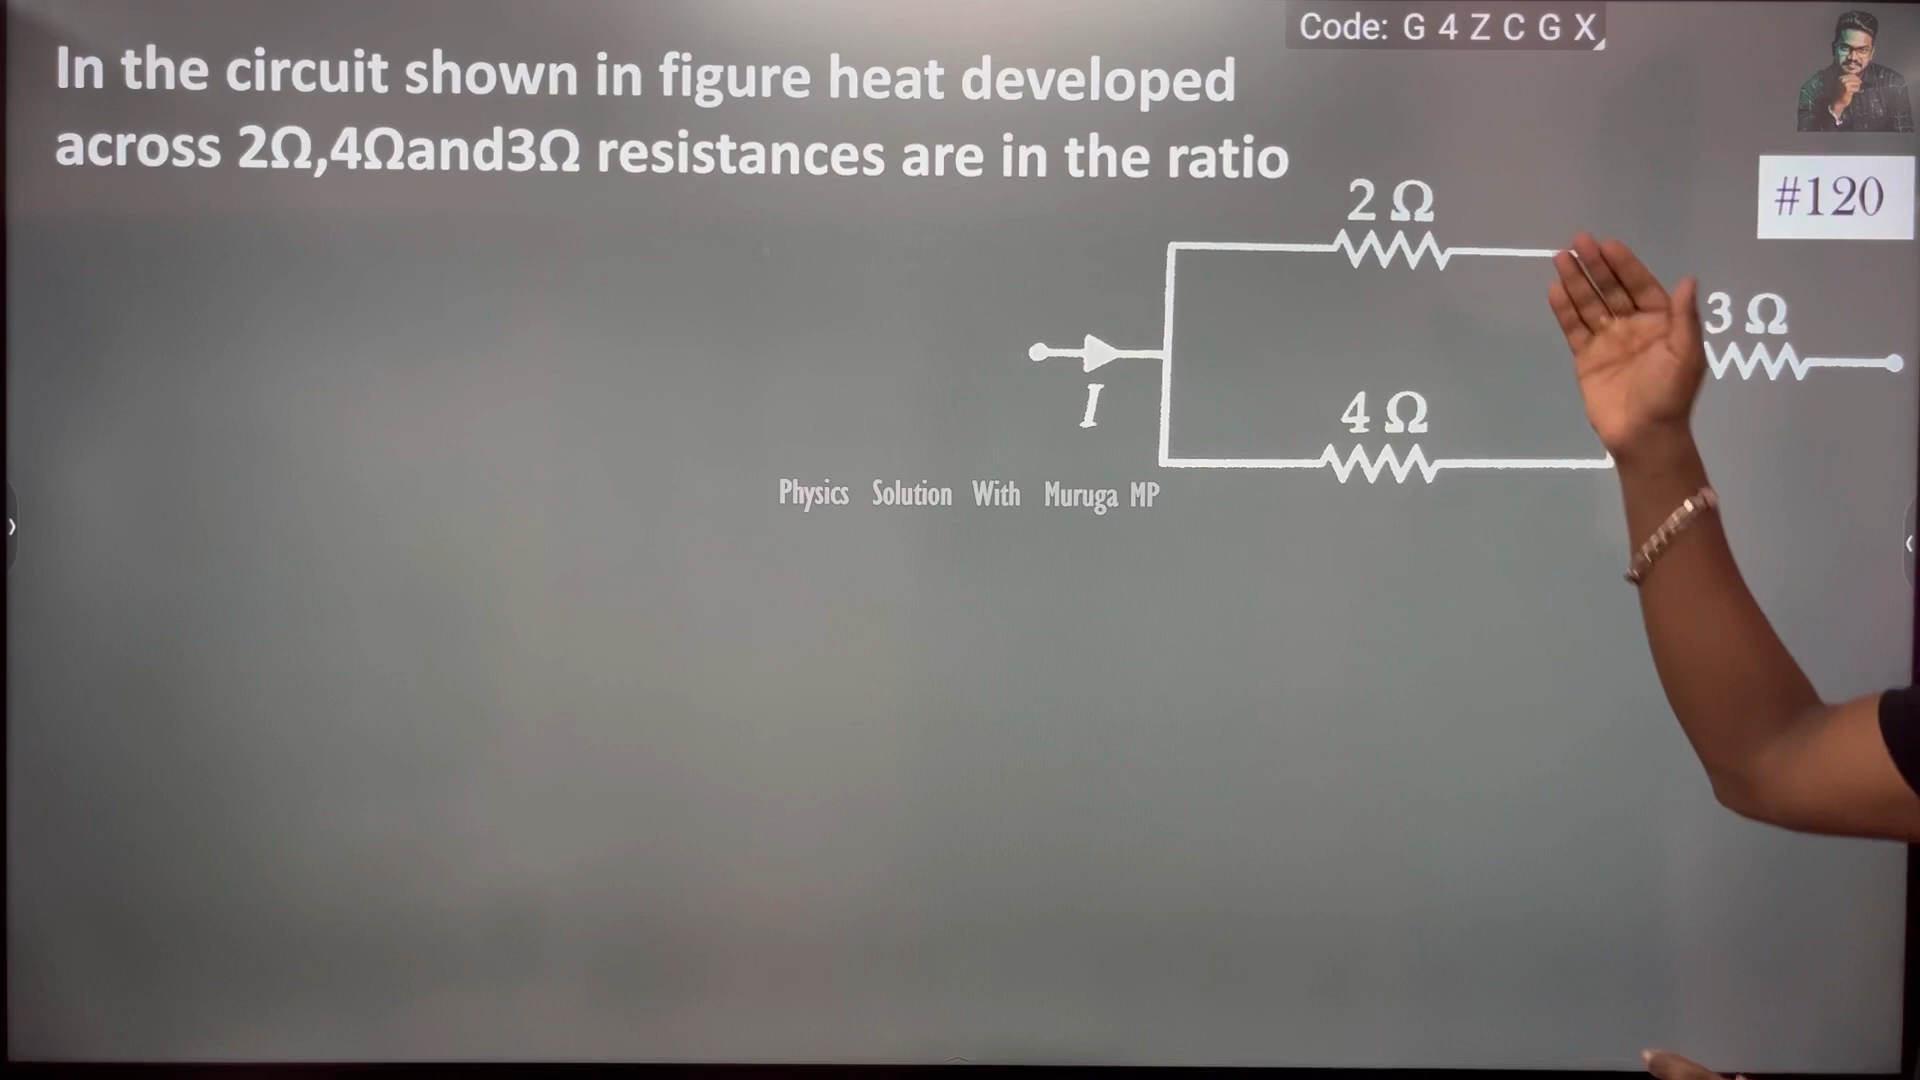 Code: G 4 Z C G X
In the circuit shown in figure heat developed
across 2Ω,4Ωand3Ω resistances are in the ratio
#120
2 Ω
3 Ω
I
4 Ω
Physics Solution With Muruga MP